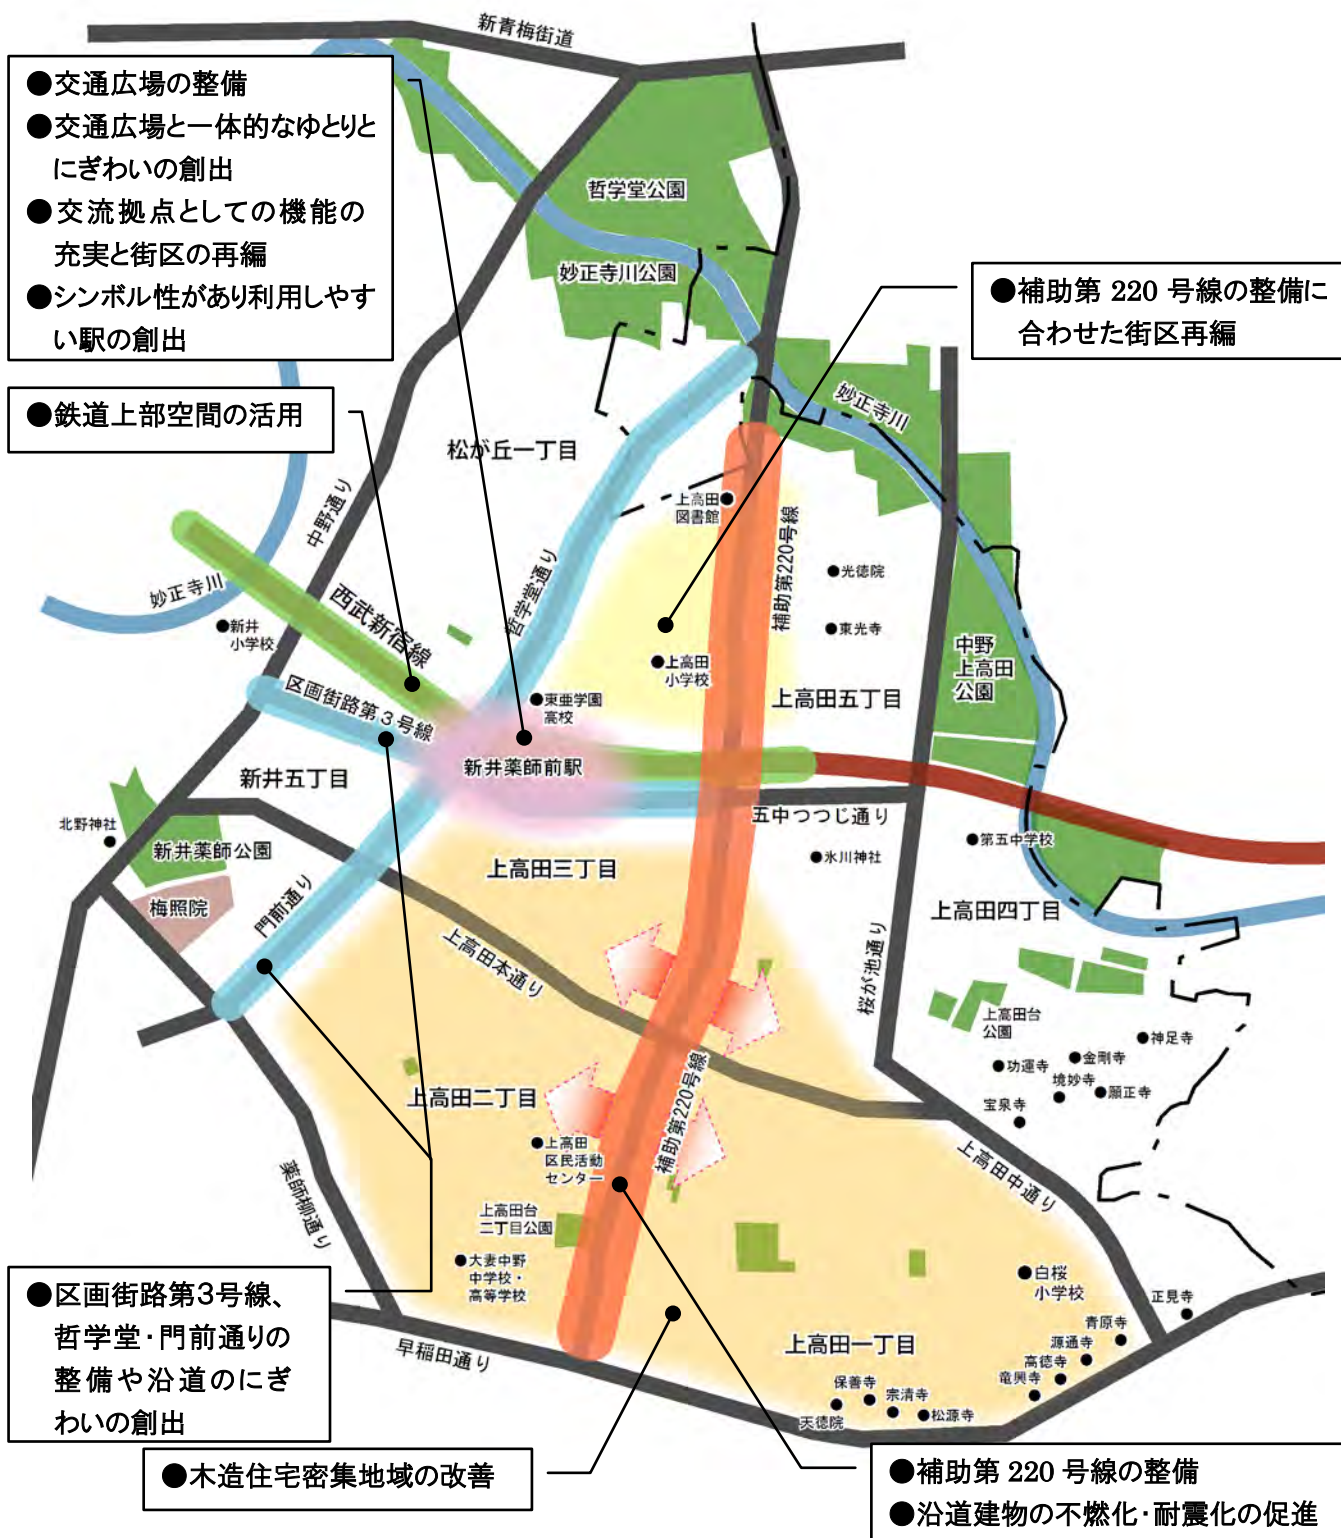 新青梅街道
●交通広場の整備
●交通広場と一体的なゆとりと
にぎわいの創出
●交流拠点としての機能の
充実と街区の再編
●シンボル性があり利用しやす
い駅の創出
哲学堂公園
妙正寺川公園
●補助第 220 号線の整備に
合わせた街区再編
●鉄道上部空間の活用
妙正寺川
松が丘一丁目
中野通り
上高田
図書館
補助第220号線
哲学堂通り
●光徳院
●東光寺
妙正寺川
西武新宿線
●新井
小学校
●上高田
小学校
中野
上高田
公園
区画街路第３号線
●東亜学園
高校
上高田五丁目
新井五丁目
新井薬師前駅
五中つつじ通り
北野神社
新井薬師公園
●第五中学校
●氷川神社
上高田三丁目
梅照院
門前通り
上高田四丁目
上高田本通り
桜が池通り
上高田台
公園
●神足寺
●金剛寺
●功運寺
境妙寺
●願正寺
宝泉寺
上高田二丁目
補助第220号線
●上高田
区民活動
センター
薬師柳通り
上高田中通り
上高田台
二丁目公園
●大妻中野
中学校・
高等学校
●白桜
小学校
正見寺
青原寺
源通寺
高徳寺
竜興寺
●区画街路第3号線、
哲学堂・門前通りの
整備や沿道のにぎ
わいの創出
早稲田通り
上高田一丁目
保善寺
宗清寺
天徳院
●松源寺
●木造住宅密集地域の改善
●補助第 220 号線の整備
●沿道建物の不燃化・耐震化の促進